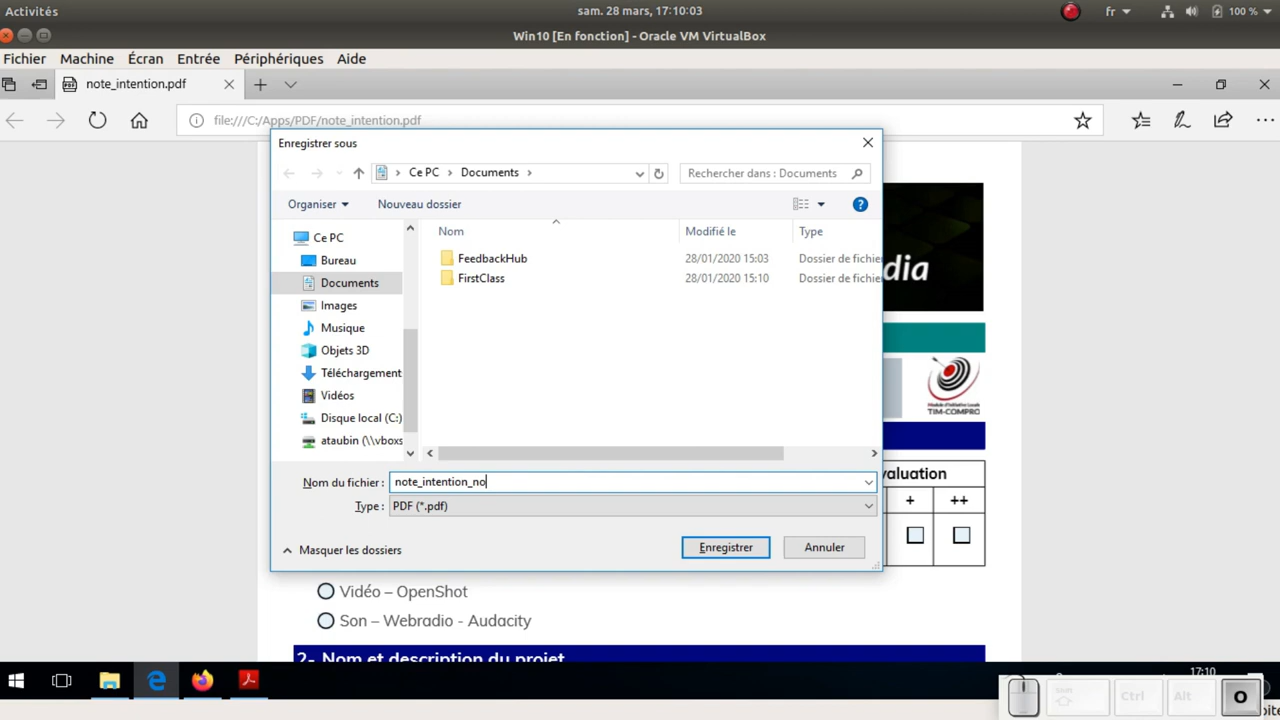 Activités
sam. 28 mars, 17:10:03
fr
100 %
Win10 [En fonction] - Oracle VM VirtualBox
Fichier Machine Écran Entrée Périphériques Aide
note_intention.pdf
file:///C:/Apps/PDF/note_intention.pdf
Enregistrer sous
Ce PC > Documents >
Rechercher dans : Documents
Organiser
Nouveau dossier
Nom
Modifié le
Type
Ce PC
Bureau
Documents
Images
Musique
Objets 3D
Téléchargement
Vidéos
Disque local (C:)
ataubin (\\vboxs
FeedbackHub 28/01/2020 15:03 Dossier de fichie
FirstClass 28/01/2020 15:10 Dossier de fichie
Nom du fichier : note_intention_no
Type : PDF (*.pdf)
Masquer les dossiers
Enregistrer
Annuler
dia
TIM-COMPRO
valuation
+ ++
Vidéo – OpenShot
Son – Webradio - Audacity
2- Nom et description du projet
17:10
Ctrl
Alt
O
oite